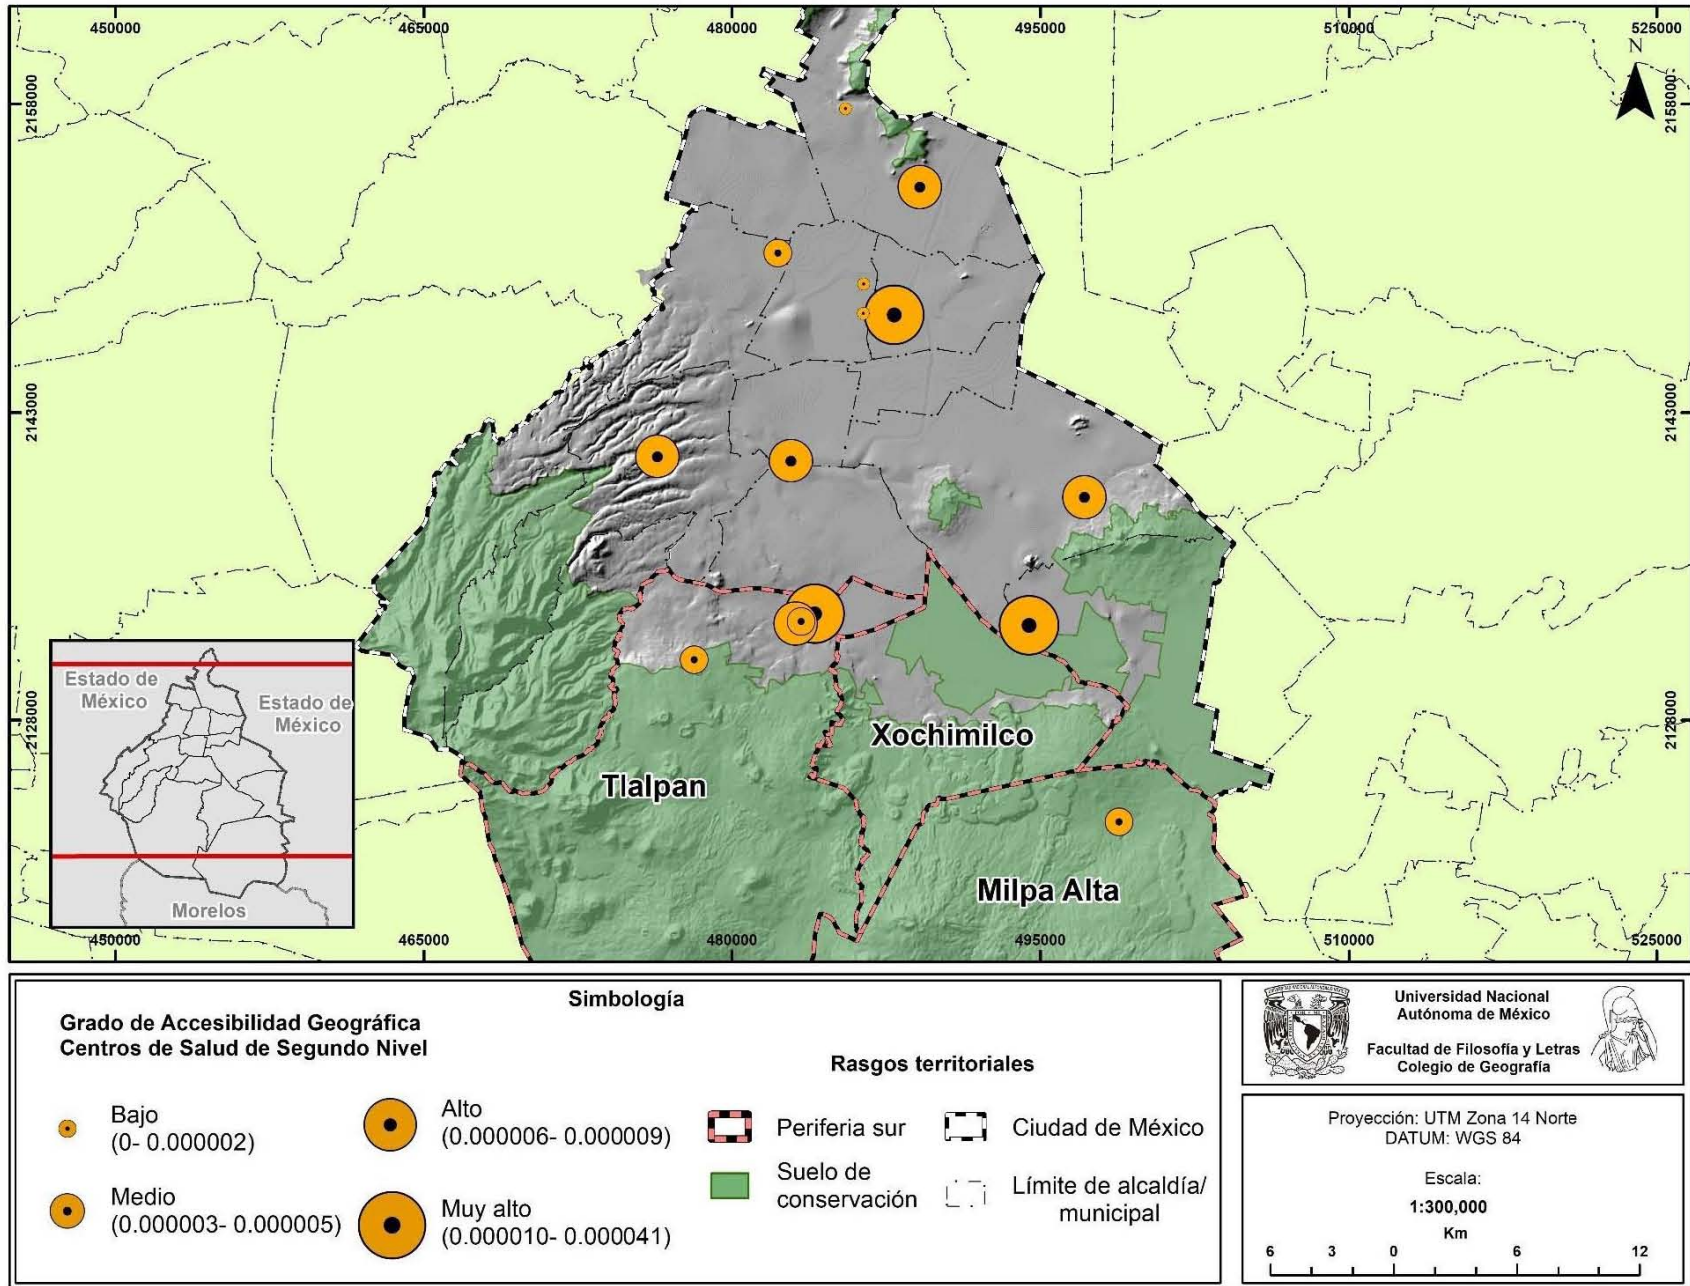 450000
465000
480000
495000
510000
525000
N
2158000
2158000
2143000
2143000
2128000
2128000
Xochimilco
Tlalpan
Milpa Alta
Estado de
México
Estado de
México
Morelos
450000
465000
480000
495000
510000
525000
Simbología
Grado de Accesibilidad Geográfica
Centros de Salud de Segundo Nivel
Bajo
(0- 0.000002)
Medio
(0.000003- 0.000005)
Alto
(0.000006- 0.000009)
Muy alto
(0.000010- 0.000041)
Rasgos territoriales
Periferia sur
Suelo de
conservación
Ciudad de México
Límite de alcaldía/
municipal
Universidad Nacional
Autónoma de México
Facultad de Filosofía y Letras
Colegio de Geografía
Proyección: UTM Zona 14 Norte
DATUM: WGS 84
Escala:
1:300,000
Km
6 3 0 6 12